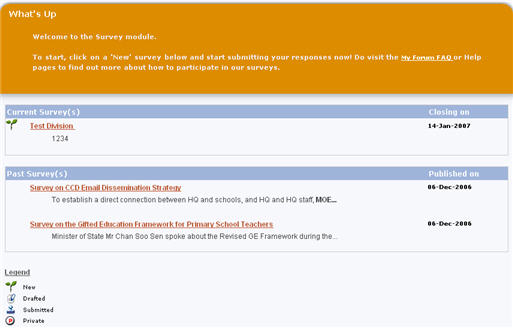 What's Up
Welcome to the Survey module.
To start, click on a 'New' survey below and start submitting your responses now! Do visit the My Forum FAQ or Help
pages to find out more about how to participate in our surveys.
Current Survey(s) Closing on
Test Division 14-Jan-2007
1234
Past Survey(s) Published on
Survey on CCD Email Dissemination Strategy 06-Dec-2006
To establish a direct connection between HQ and schools, and HQ and HQ staff, MOE...
Survey on the Gifted Education Framework for Primary School Teachers 06-Dec-2006
Minister of State Mr Chan Soo Sen spoke about the Revised GE Framework during the...
Legend
New
Drafted
Submitted
P Private